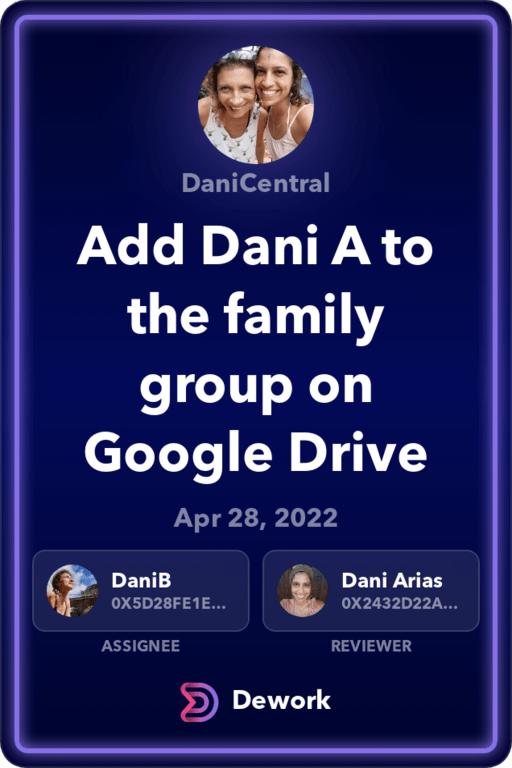 DaniCentral
Add Dani A to
the family
group on
Google Drive
Apr 28, 2022
DaniB
0X5D28FE1E...
ASSIGNEE
Dani Arias
0X2432D22A...
REVIEWER
Dework